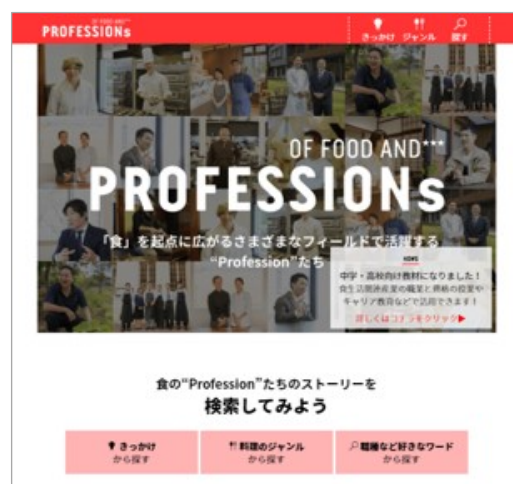 OF FOOD AND***
PROFESSIONs
きっかけ ジャンル 探す
OF FOOD AND***
PROFESSIONs
「食」を起点に広がるさまざまなフィールドで活躍する
“Profession”たち
NEWS
中学・高校向け教材になりました！
食生活関連産業の職業と資格の授業や
キャリア教育などで活用できます！
詳しくはコチラをクリック▶
食の“Profession”たちのストーリーを
検索してみよう
きっかけ
から探す
料理のジャンル
から探す
職種など好きなワード
から探す